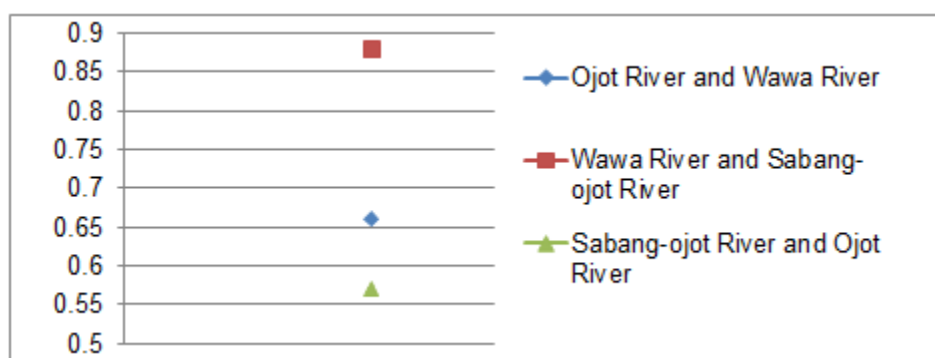 0.9
0.85
0.8
0.75
0.7
0.65
0.6
0.55
0.5
Ojot River and Wawa River
Wawa River and Sabang-
ojot River
Sabang-ojot River and Ojot
River